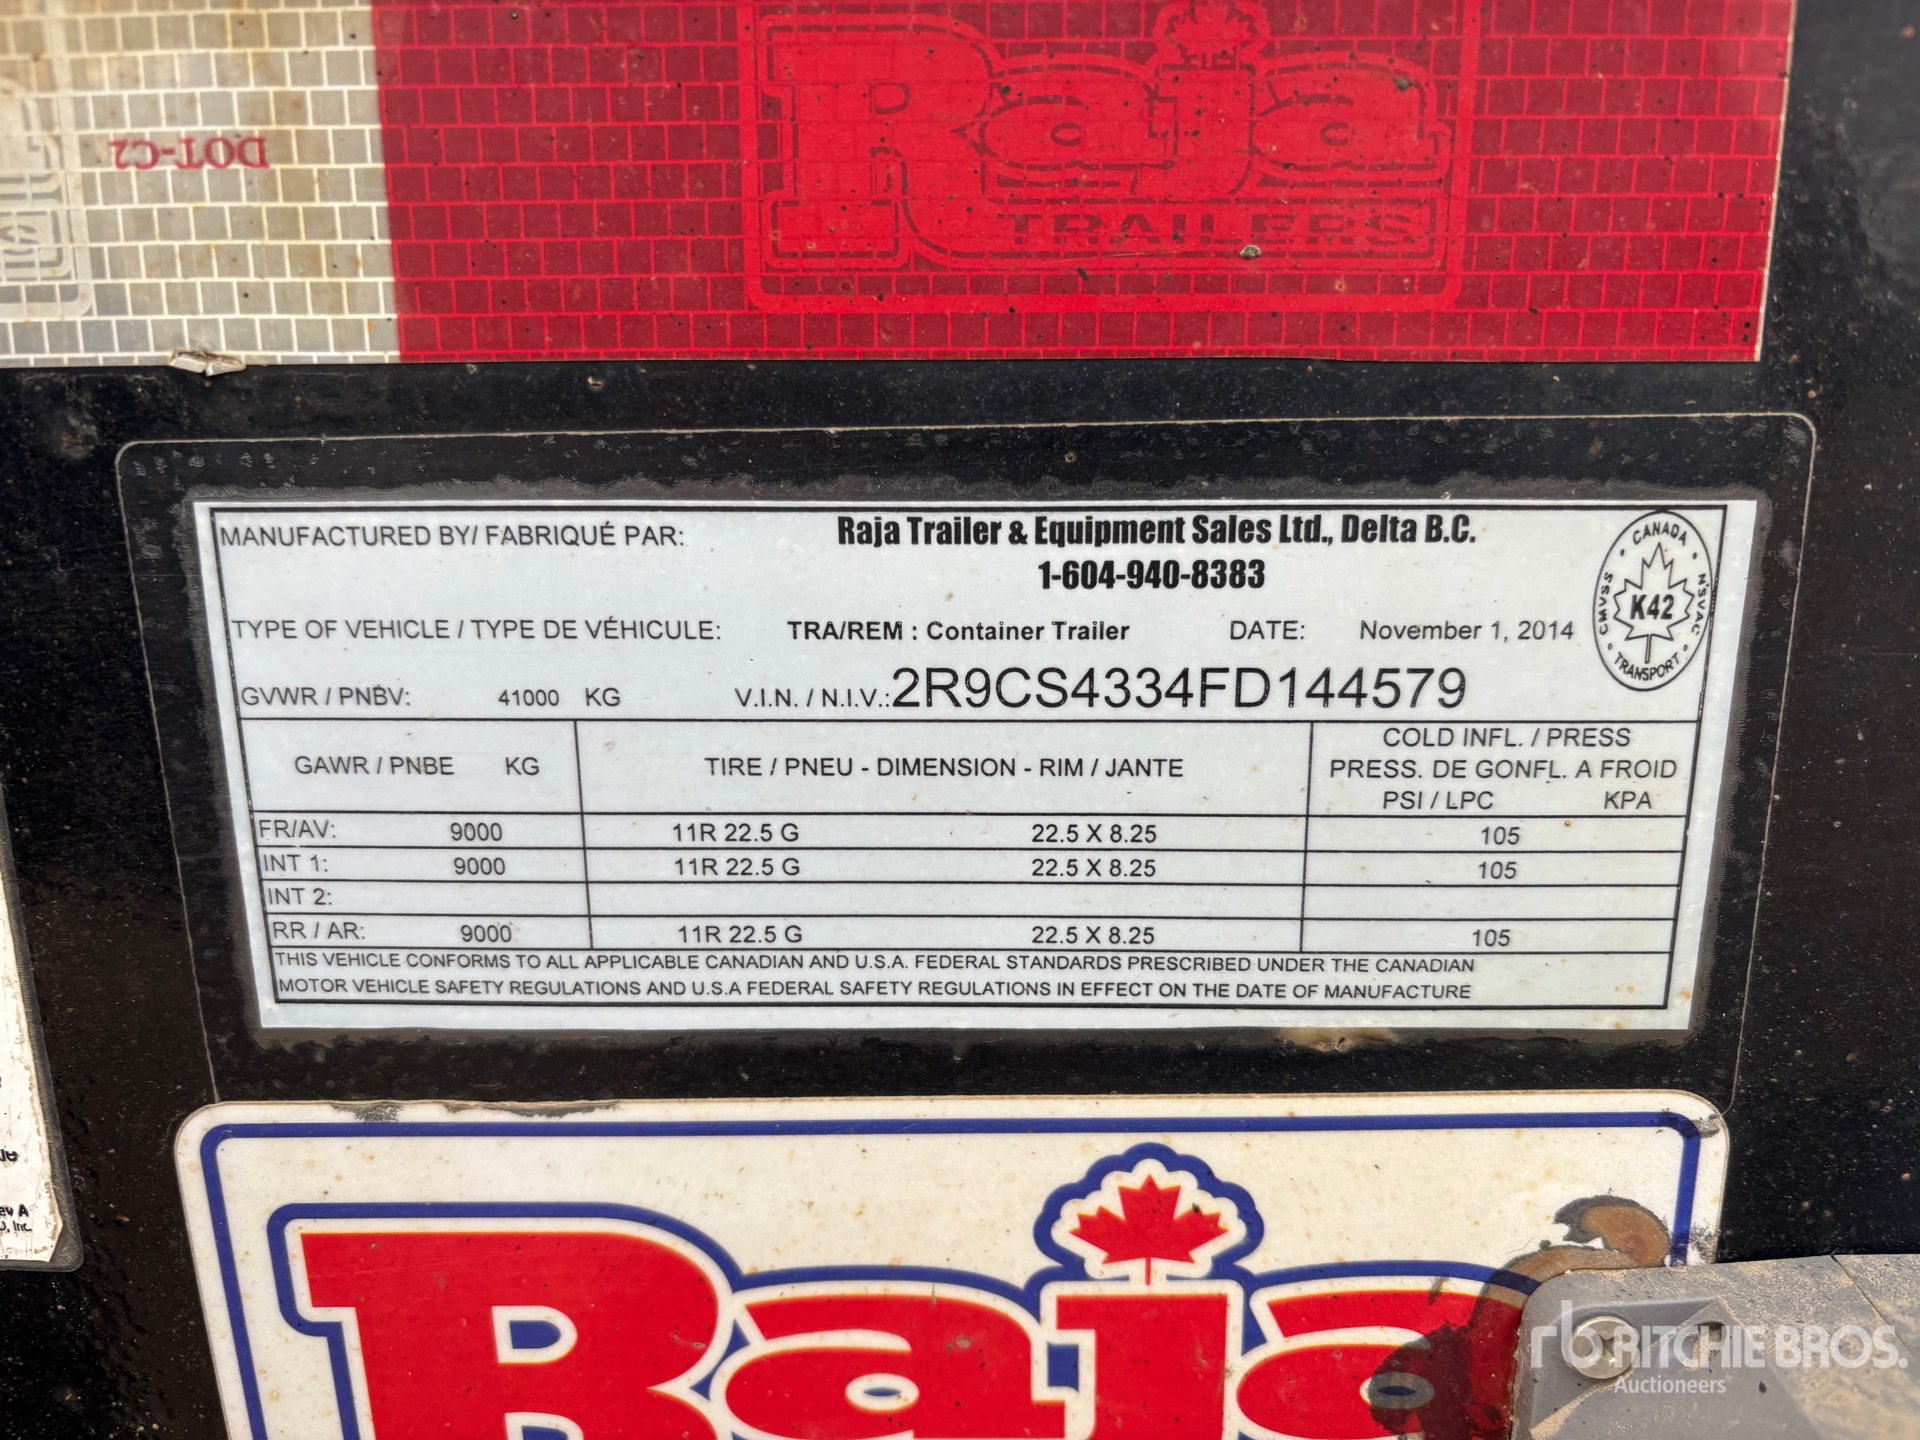 DOT-C2
Raja
TRAILERS
MANUFACTURED BY/ FABRIQUÉ PAR: Raja Trailer & Equipment Sales Ltd., Delta B.C.
1-604-940-8383
CANADA
CMVSS K42 NSVAC
TRANSPORT
TYPE OF VEHICLE / TYPE DE VÉHICULE: TRA/REM : Container Trailer DATE: November 1, 2014
GVWR / PNBV: 41000 KG V.I.N. / N.I.V.: 2R9CS4334FD144579
GAWR / PNBE KG TIRE / PNEU - DIMENSION - RIM / JANTE COLD INFL. / PRESS
PRESS. DE GONFL. A FROID
PSI / LPC KPA
FR/AV: 9000 11R 22.5 G 22.5 X 8.25 105
INT 1: 9000 11R 22.5 G 22.5 X 8.25 105
INT 2:
RR / AR: 9000 11R 22.5 G 22.5 X 8.25 105
THIS VEHICLE CONFORMS TO ALL APPLICABLE CANADIAN AND U.S.A. FEDERAL STANDARDS PRESCRIBED UNDER THE CANADIAN
MOTOR VEHICLE SAFETY REGULATIONS AND U.S.A FEDERAL SAFETY REGULATIONS IN EFFECT ON THE DATE OF MANUFACTURE
Raja
rb RITCHIE BROS.
Auctioneers